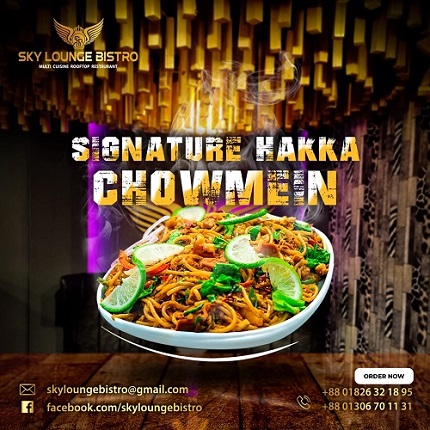 SKY LOUNGE BISTRO
MULTI CUISINE ROOFTOP RESTAURANT
SIGNATURE HAKKA
CHOWMEIN
ORDER NOW
skyloungebistro@gmail.com
+88 01826 32 18 95
facebook.com/skyloungebistro
+88 01306 70 11 31